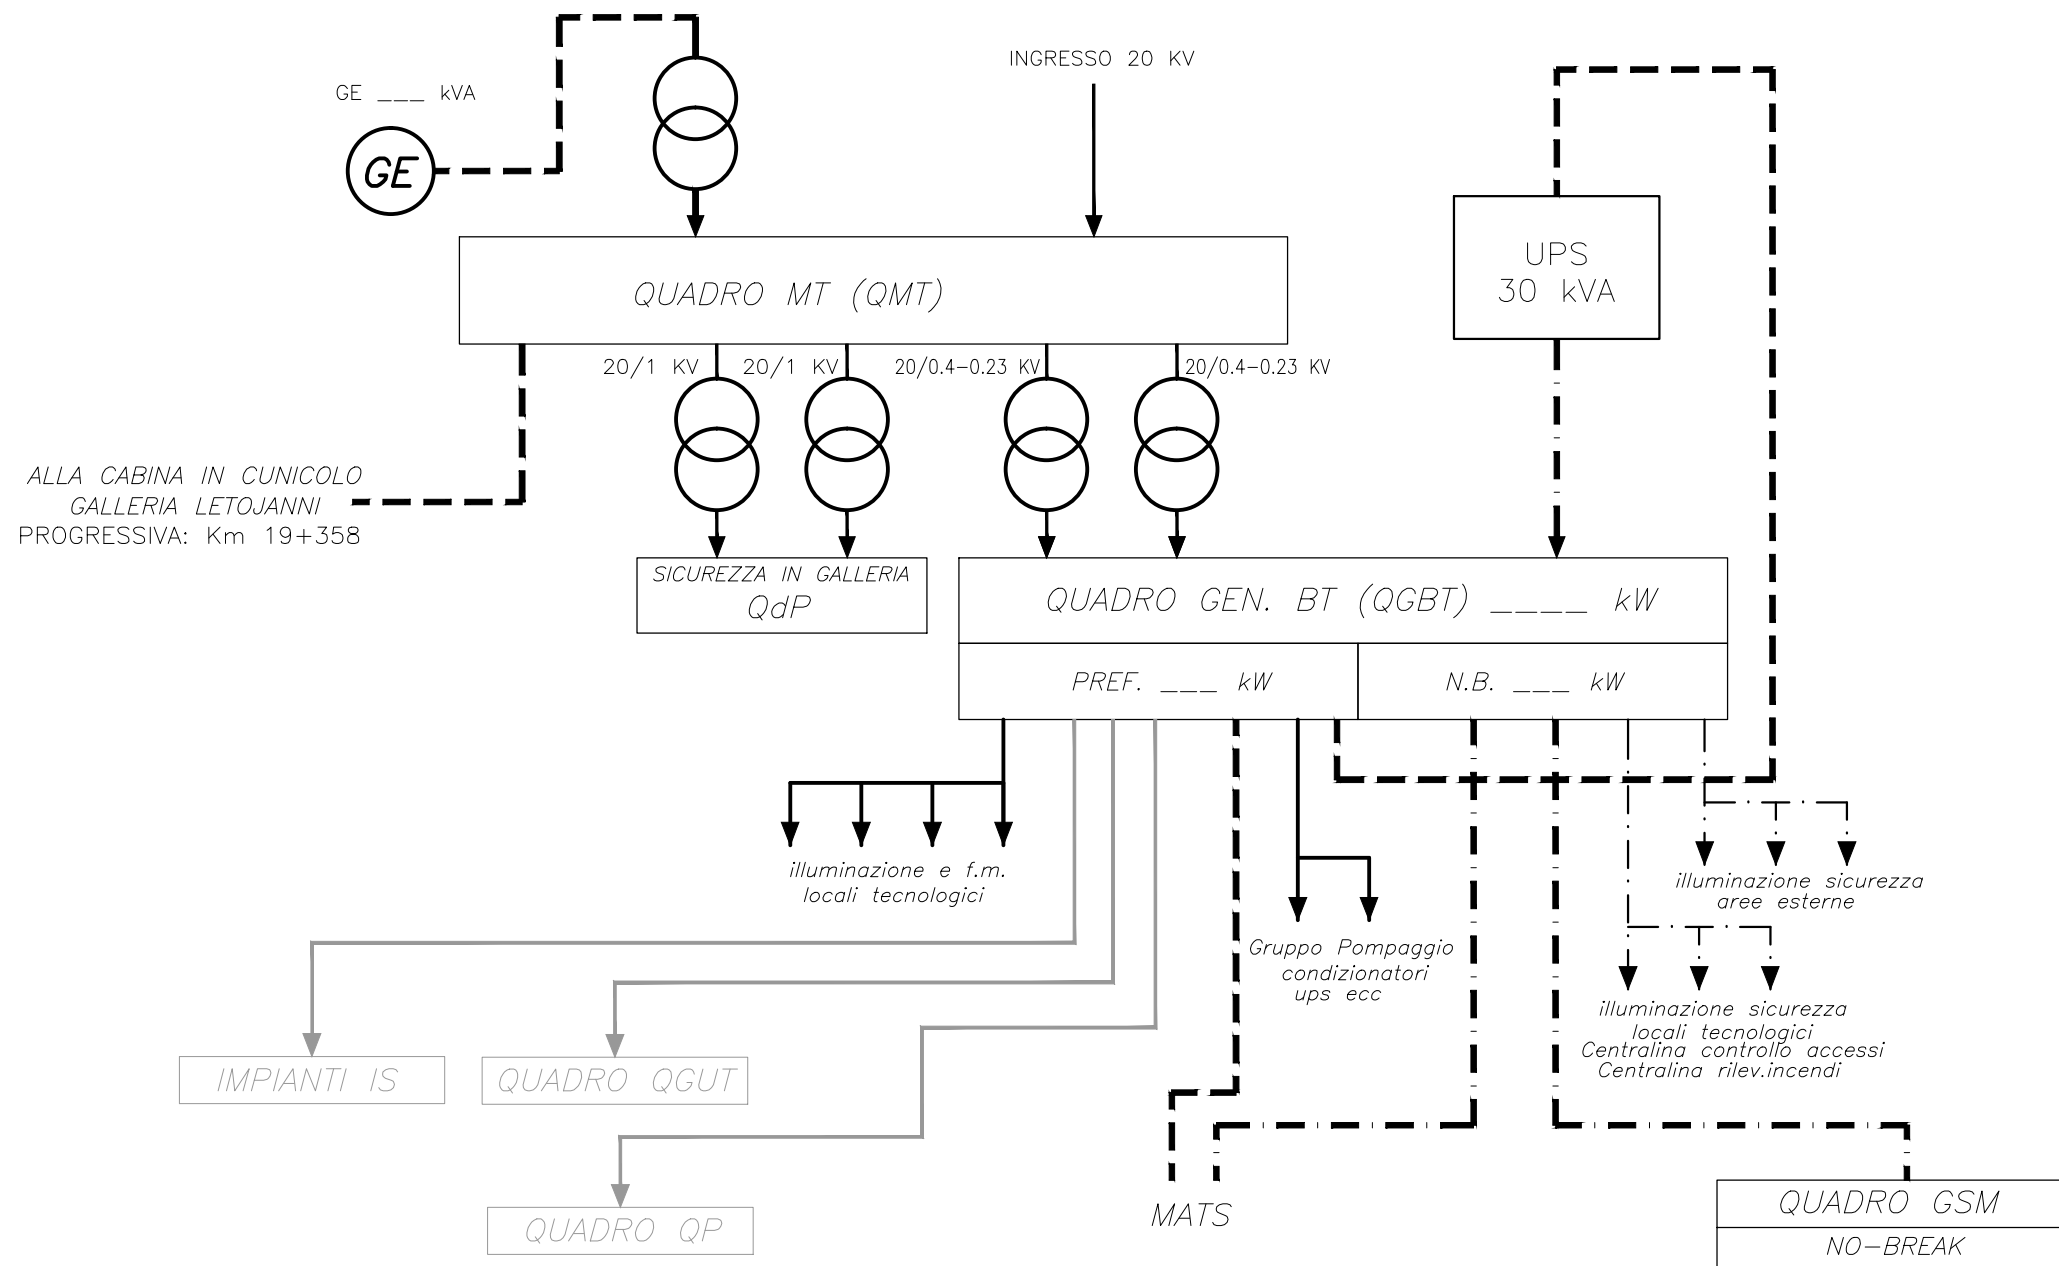 INGRESSO 20 KV
GE ___ kVA
GE
UPS
30 kVA
QUADRO MT (QMT)
20/1 KV
20/1 KV
20/0.4-0.23 KV
20/0.4-0.23 KV
ALLA CABINA IN CUNICOLO
GALLERIA LETOJANNI
PROGRESSIVA: Km 19+358
SICUREZZA IN GALLERIA
QdP
QUADRO GEN. BT (QGBT) ____ kW
PREF. ___ kW
N.B. ___ kW
illuminazione e f.m.
locali tecnologici
illuminazione sicurezza
aree esterne
Gruppo Pompaggio
condizionatori
ups ecc
illuminazione sicurezza
locali tecnologici
Centralina controllo accessi
Centralina rilev.incendi
IMPIANTI IS
QUADRO QGUT
QUADRO QP
MATS
QUADRO GSM
NO-BREAK